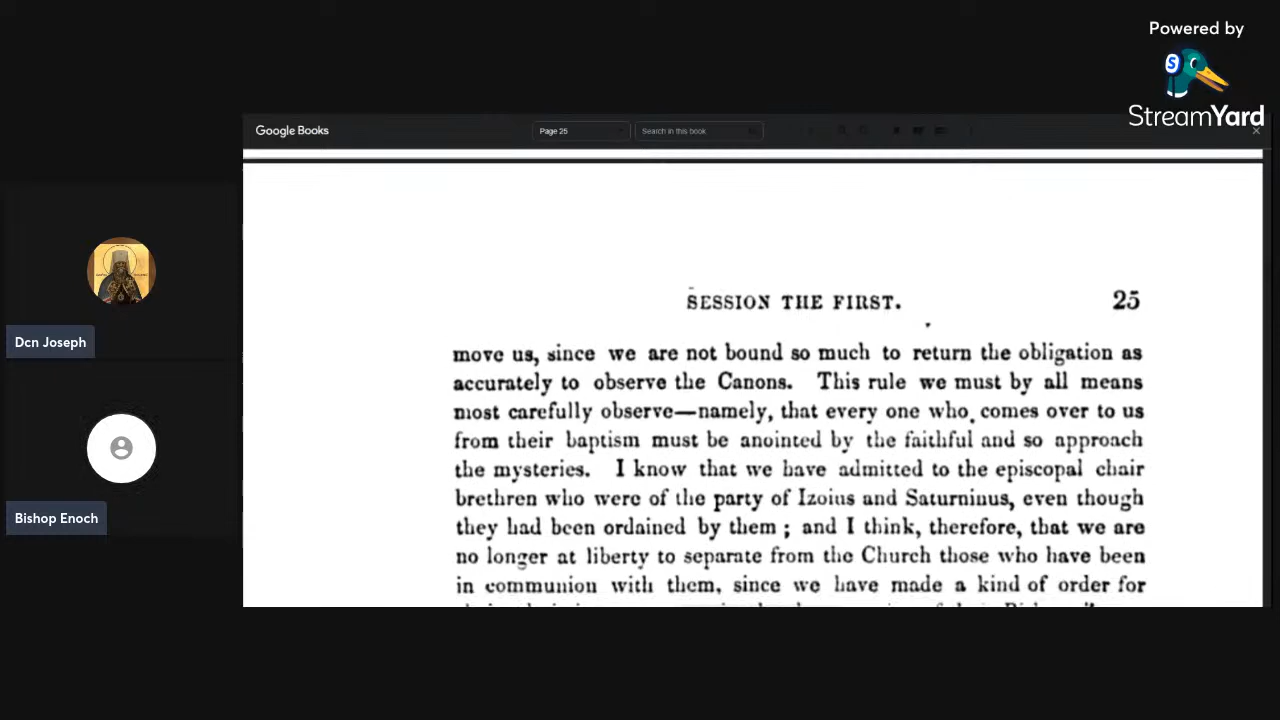 Powered by
StreamYard
Google Books
Page 25
Search in this book
SESSION THE FIRST.
25
move us, since we are not bound so much to return the obligation as
accurately to observe the Canons. This rule we must by all means
most carefully observe—namely, that every one who comes over to us
from their baptism must be anointed by the faithful and so approach
the mysteries. I know that we have admitted to the episcopal chair
brethren who were of the party of Izoius and Saturninus, even though
they had been ordained by them ; and I think, therefore, that we are
no longer at liberty to separate from the Church those who have been
in communion with them, since we have made a kind of order for
Dcn Joseph
Bishop Enoch